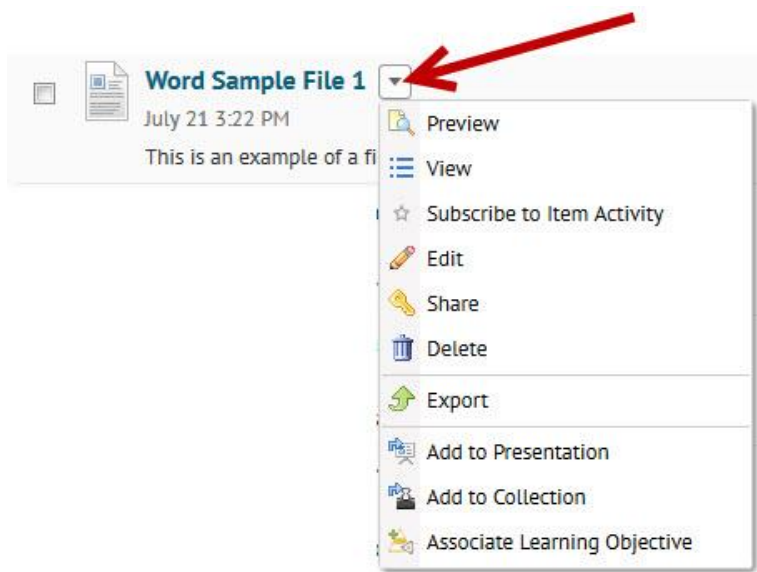 Word Sample File 1
July 21 3:22 PM
This is an example of a fi
Preview
View
Subscribe to Item Activity
Edit
Share
Delete
Export
Add to Presentation
Add to Collection
Associate Learning Objective